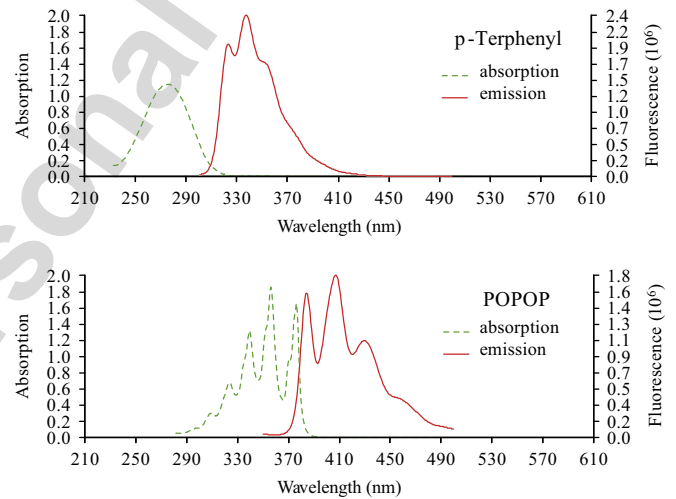 2.0 2.4
1.8 2.2
1.6 1.9
1.4 1.7
1.2 1.5
1.0 1.2
0.8 1.0
0.6 0.7
0.4 0.5
0.2 0.2
0.0 0.0
Absorption
Fluorescence (10⁶)
p-Terphenyl
absorption
emission
210 250 290 330 370 410 450 490 530 570 610
Wavelength (nm)
2.0 1.8
1.8 1.6
1.6 1.4
1.4 1.3
1.2 1.1
1.0 0.9
0.8 0.7
0.6 0.5
0.4 0.4
0.2 0.2
0.0 0.0
Absorption
Fluorescence (10⁶)
POPOP
absorption
emission
210 250 290 330 370 410 450 490 530 570 610
Wavelength (nm)
rsonal